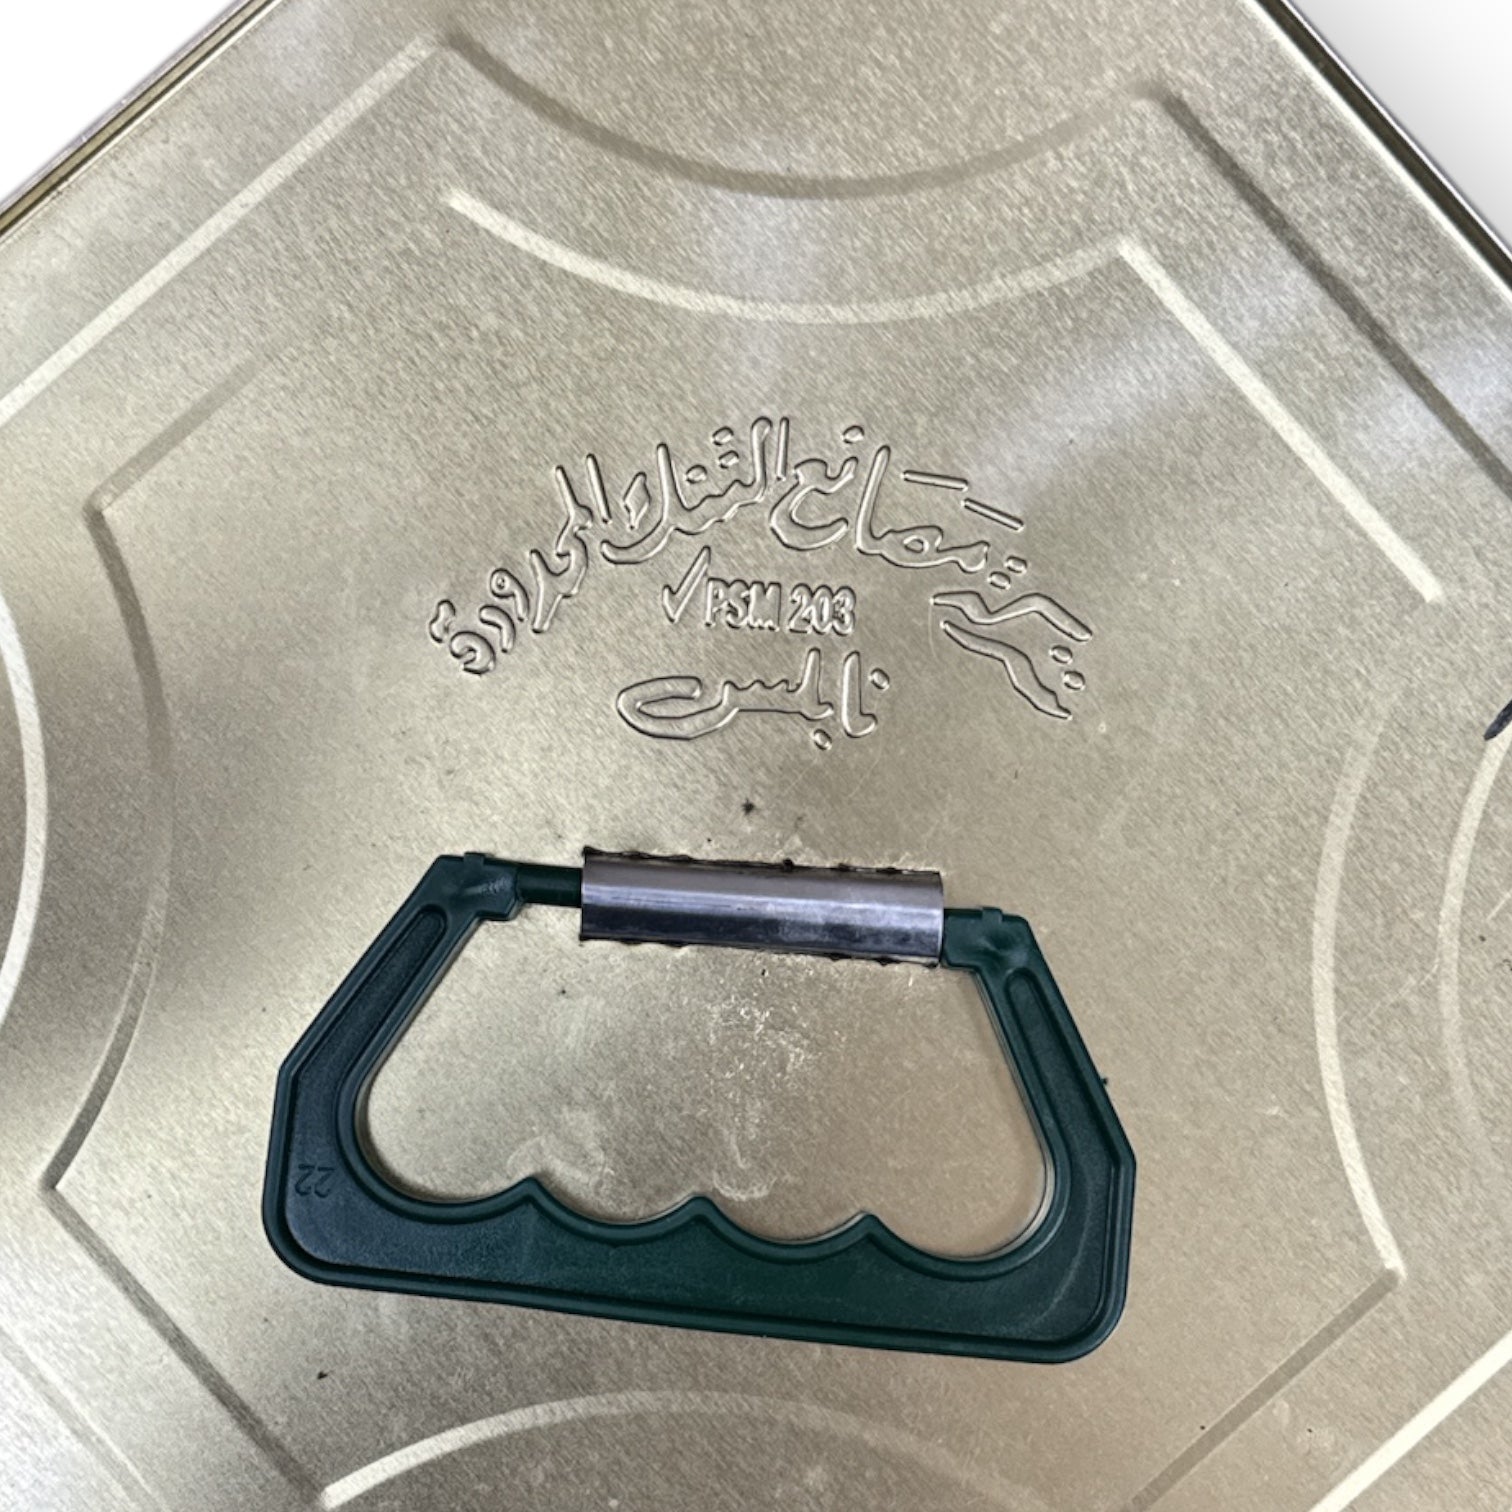 شركة مصانع التنك المحدودة
✓PSM 203
نابلس
22